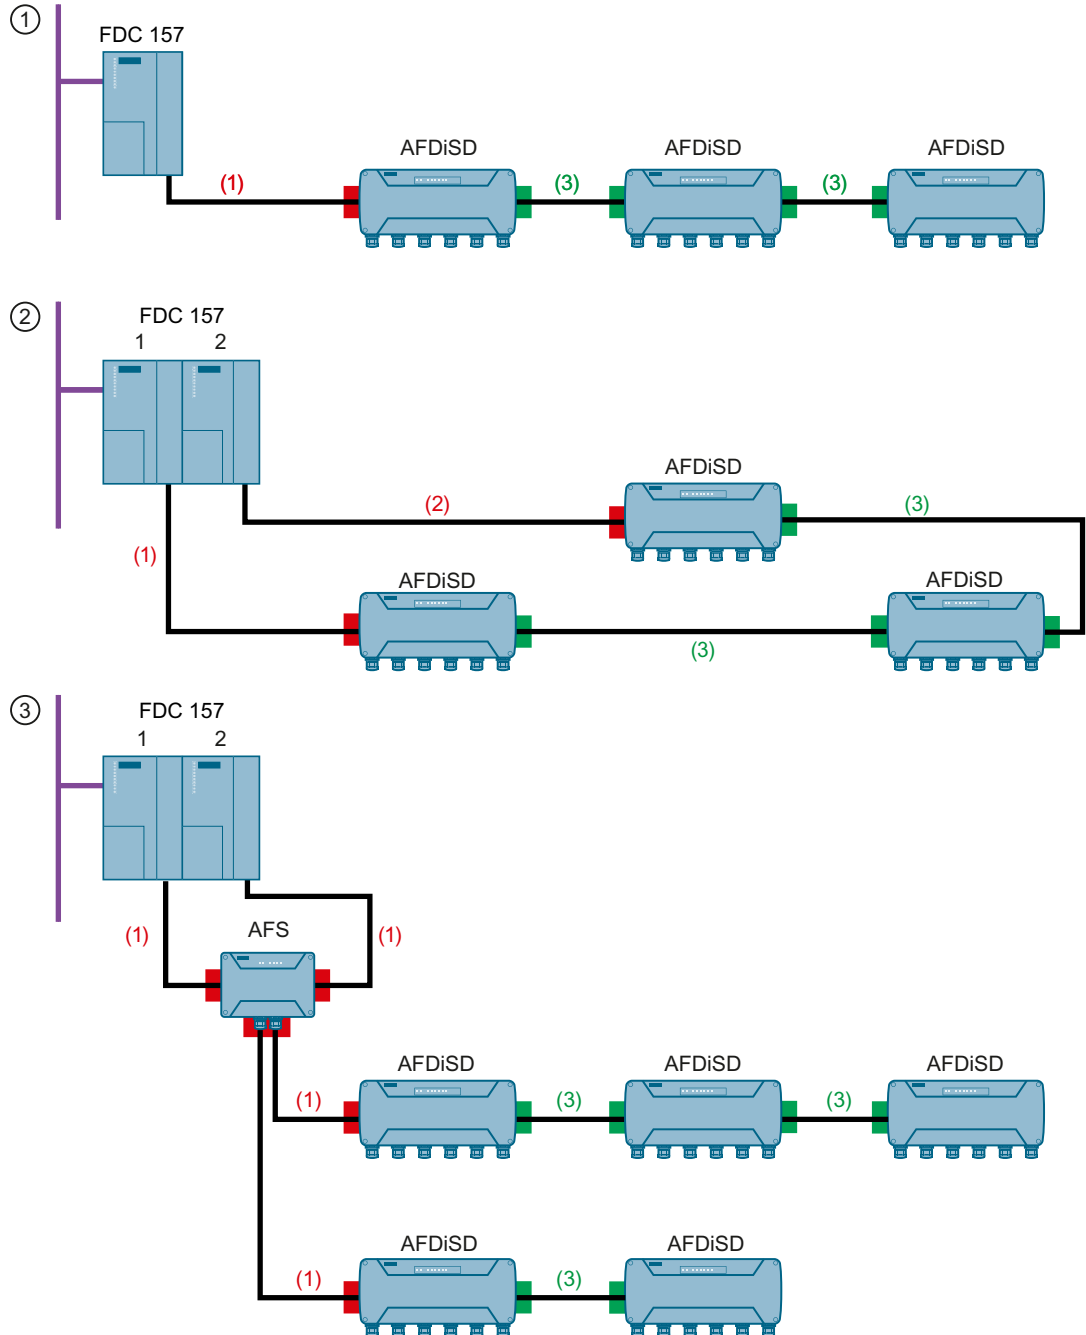 1
FDC 157
AFDiSD AFDiSD AFDiSD
(1) (3) (3)
2
FDC 157
1 2
AFDiSD
(2) (3)
(1)
AFDiSD AFDiSD
(3)
3
FDC 157
1 2
AFS
(1) (1)
AFDiSD AFDiSD AFDiSD
(1) (3) (3)
AFDiSD AFDiSD
(1) (3)